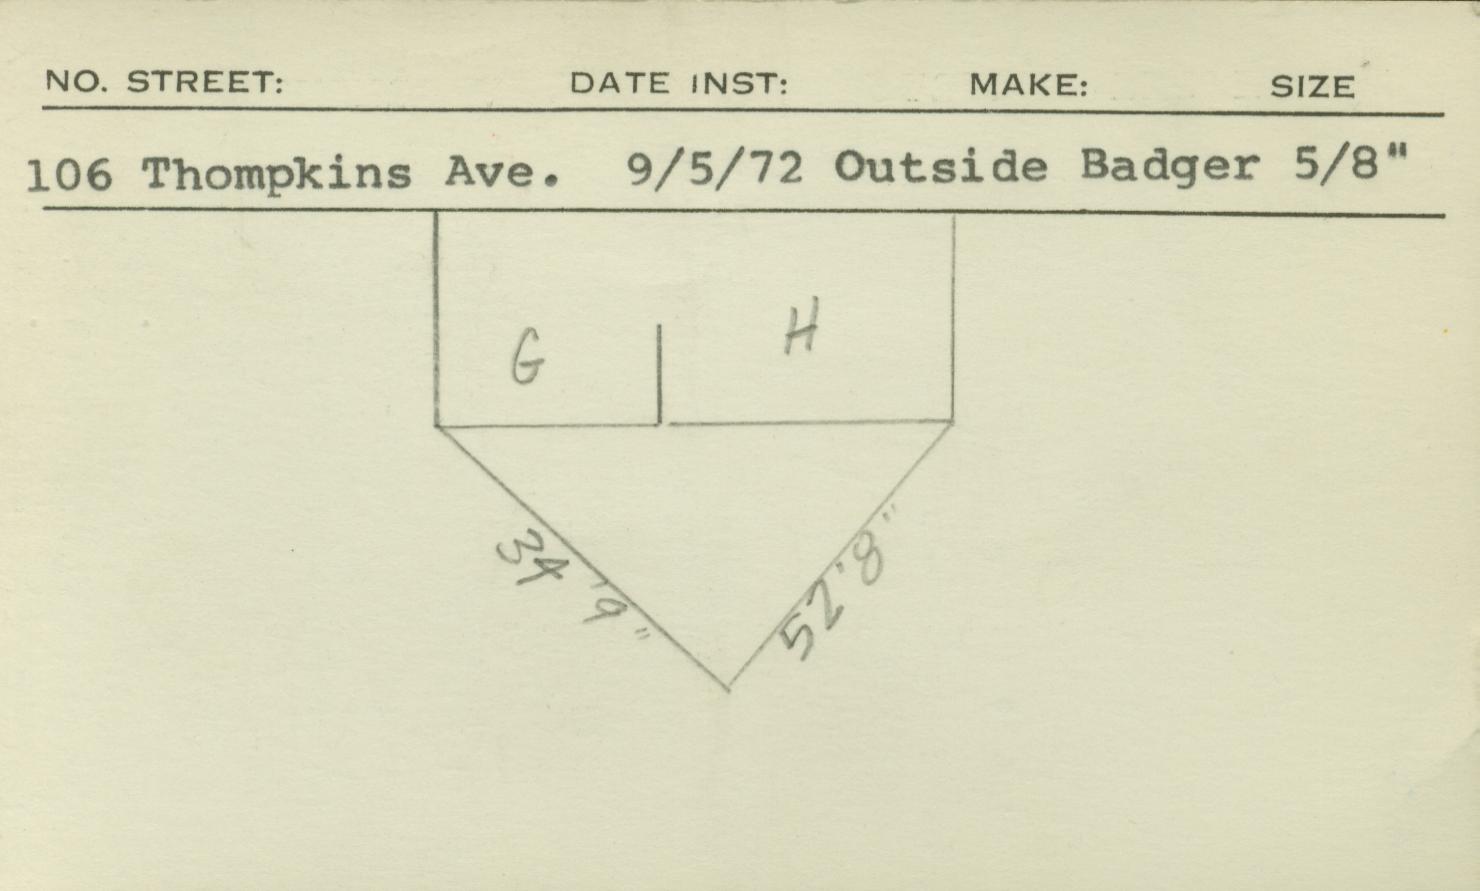 NO. STREET: DATE INST: MAKE: SIZE
106 Thompkins Ave. 9/5/72 Outside Badger 5/8"
G H
34'9" 52'8"